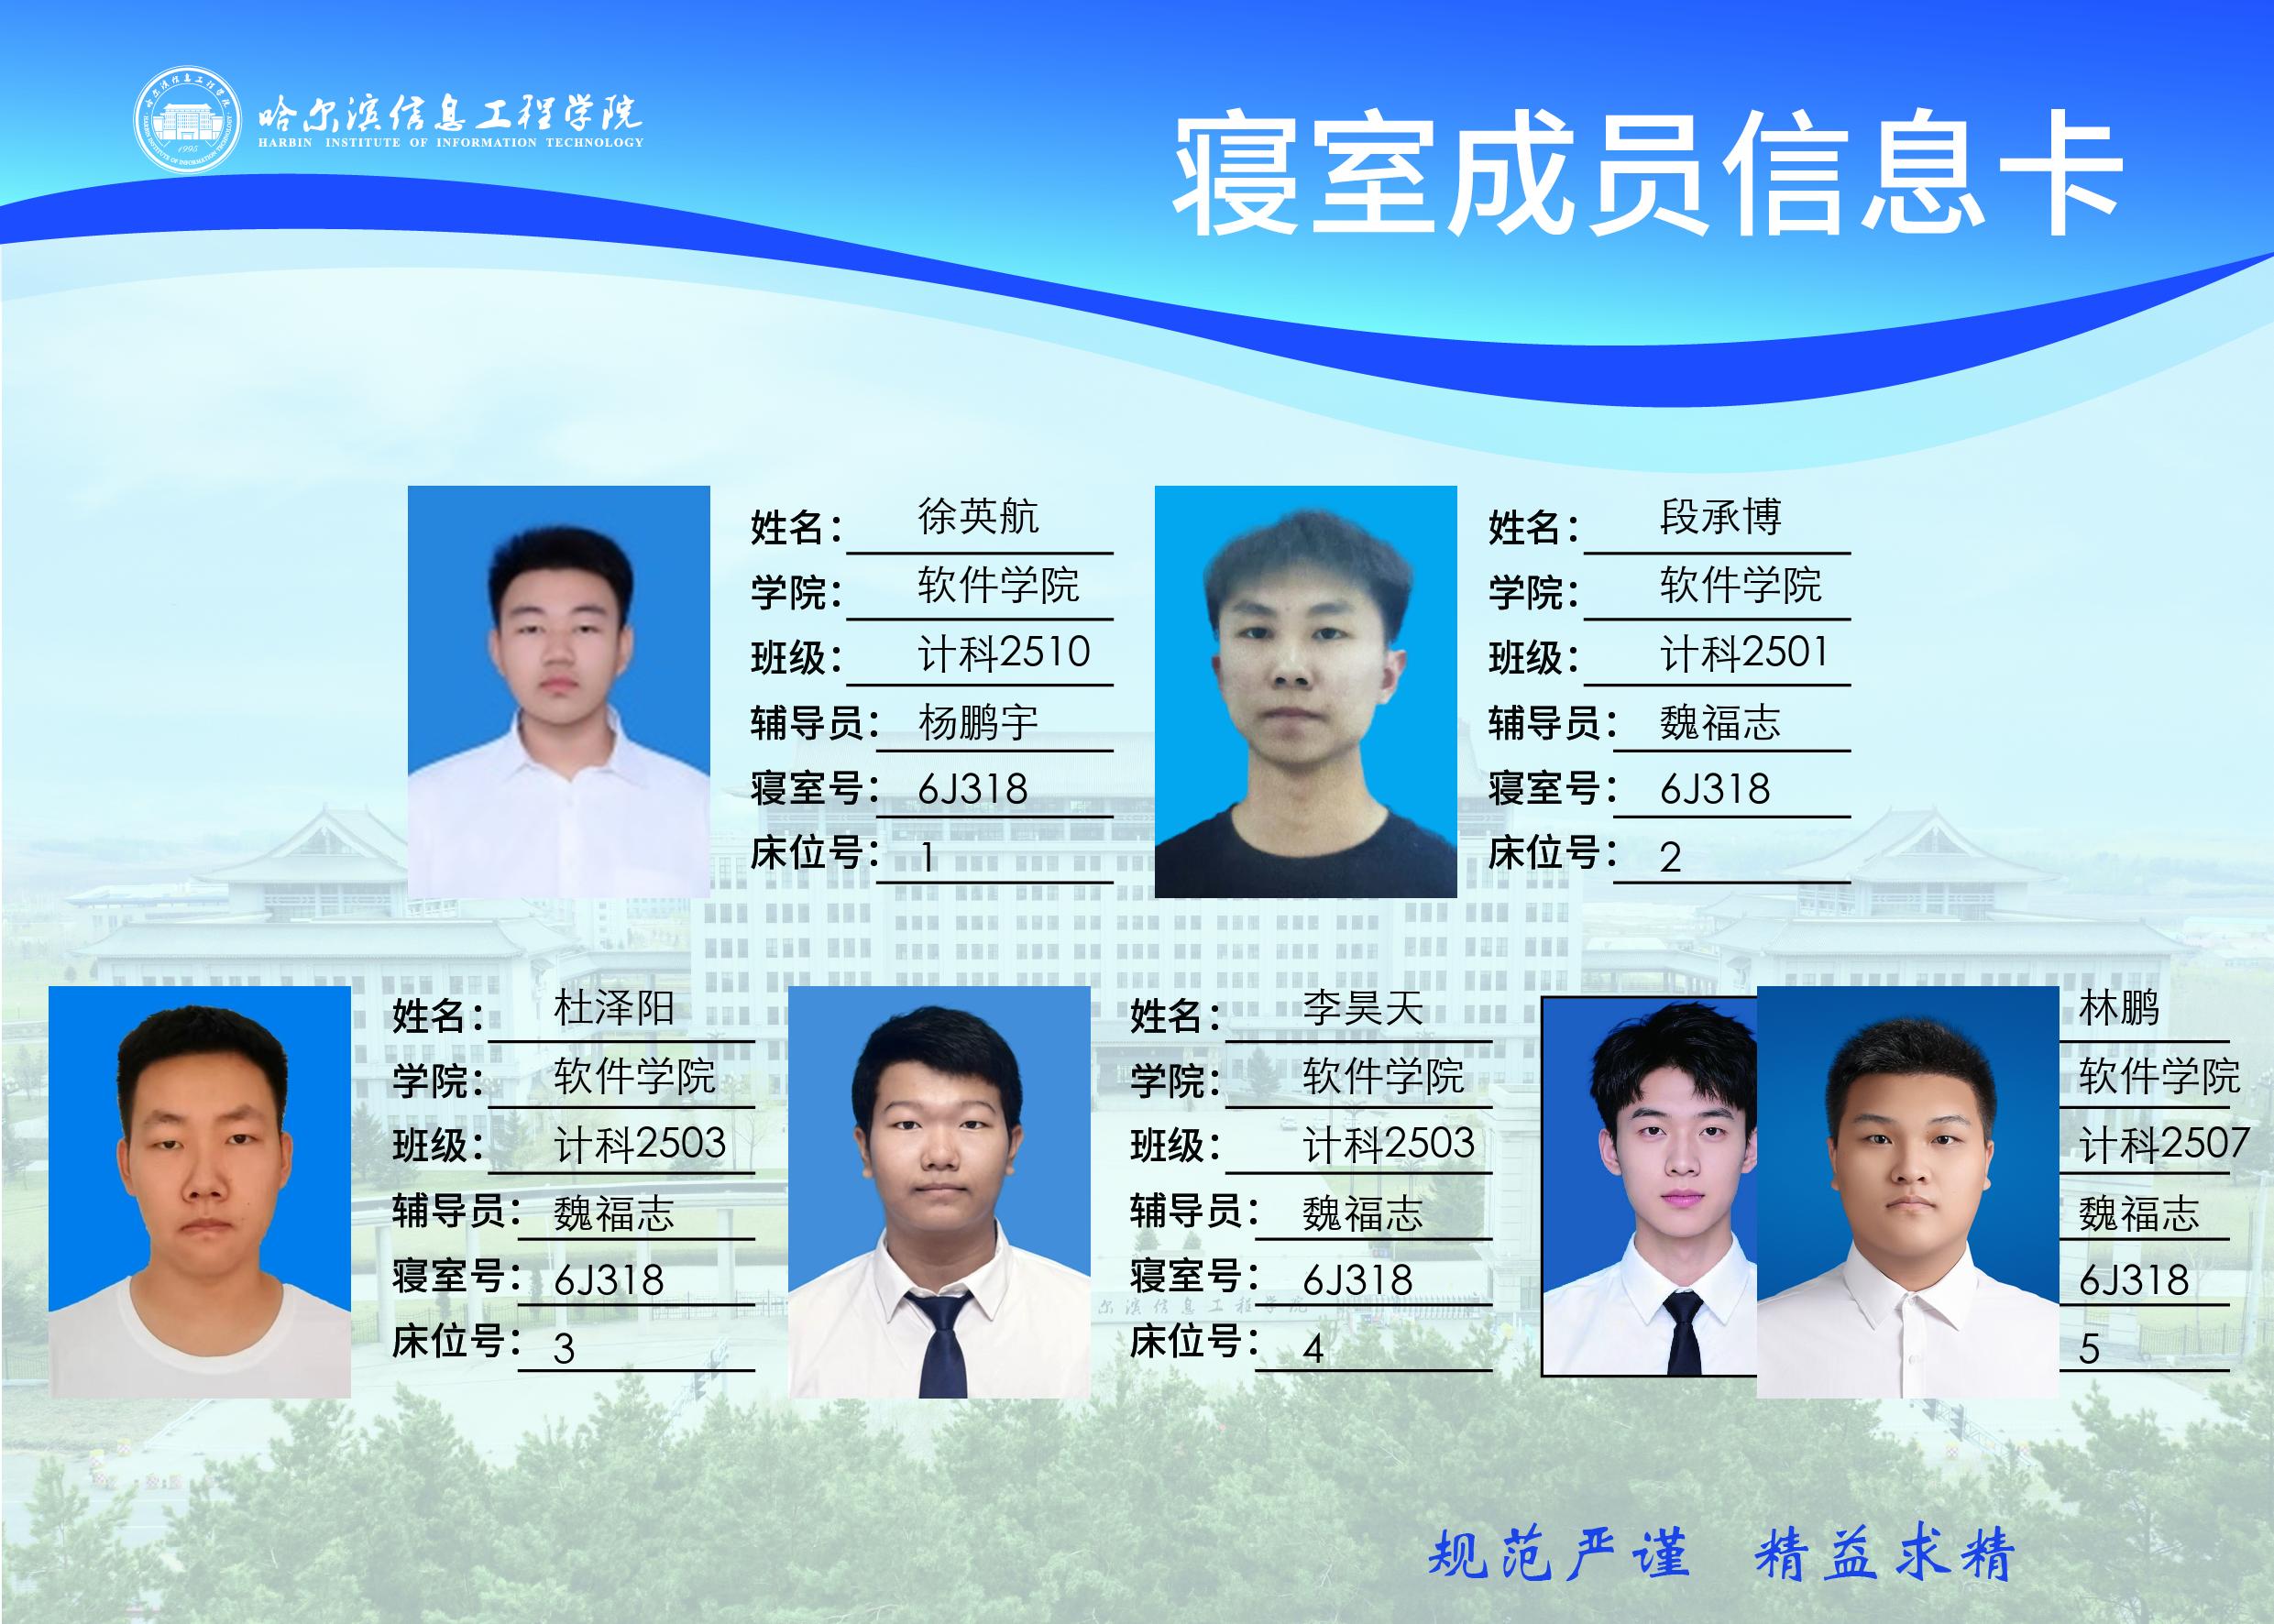 哈尔滨信息工程学院
HARBIN INSTITUTE OF INFORMATION TECHNOLOGY
1995
寝室成员信息卡
姓名： 徐英航
学院： 软件学院
班级： 计科2510
辅导员： 杨鹏宇
寝室号： 6J318
床位号： 1
姓名： 段承博
学院： 软件学院
班级： 计科2501
辅导员： 魏福志
寝室号： 6J318
床位号： 2
姓名： 杜泽阳
学院： 软件学院
班级： 计科2503
辅导员： 魏福志
寝室号： 6J318
床位号： 3
姓名： 李昊天
学院： 软件学院
班级： 计科2503
辅导员： 魏福志
寝室号： 6J318
床位号： 4
林鹏
软件学院
计科2507
魏福志
6J318
5
尔滨信息工程学院
规范严谨 精益求精